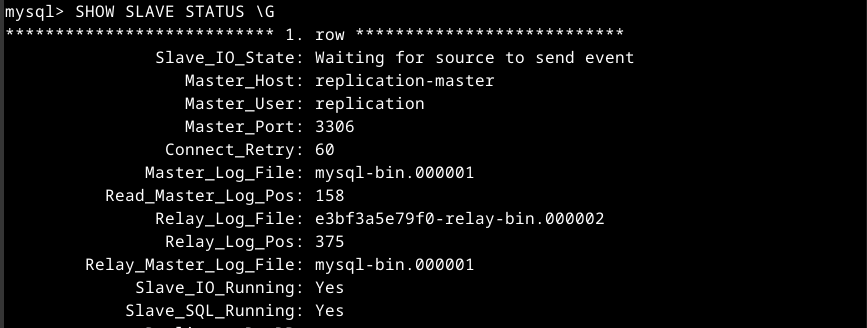 mysql> SHOW SLAVE STATUS \G
*************************** 1. row ***************************
Slave_IO_State: Waiting for source to send event
Master_Host: replication-master
Master_User: replication
Master_Port: 3306
Connect_Retry: 60
Master_Log_File: mysql-bin.000001
Read_Master_Log_Pos: 158
Relay_Log_File: e3bf3a5e79f0-relay-bin.000002
Relay_Log_Pos: 375
Relay_Master_Log_File: mysql-bin.000001
Slave_IO_Running: Yes
Slave_SQL_Running: Yes